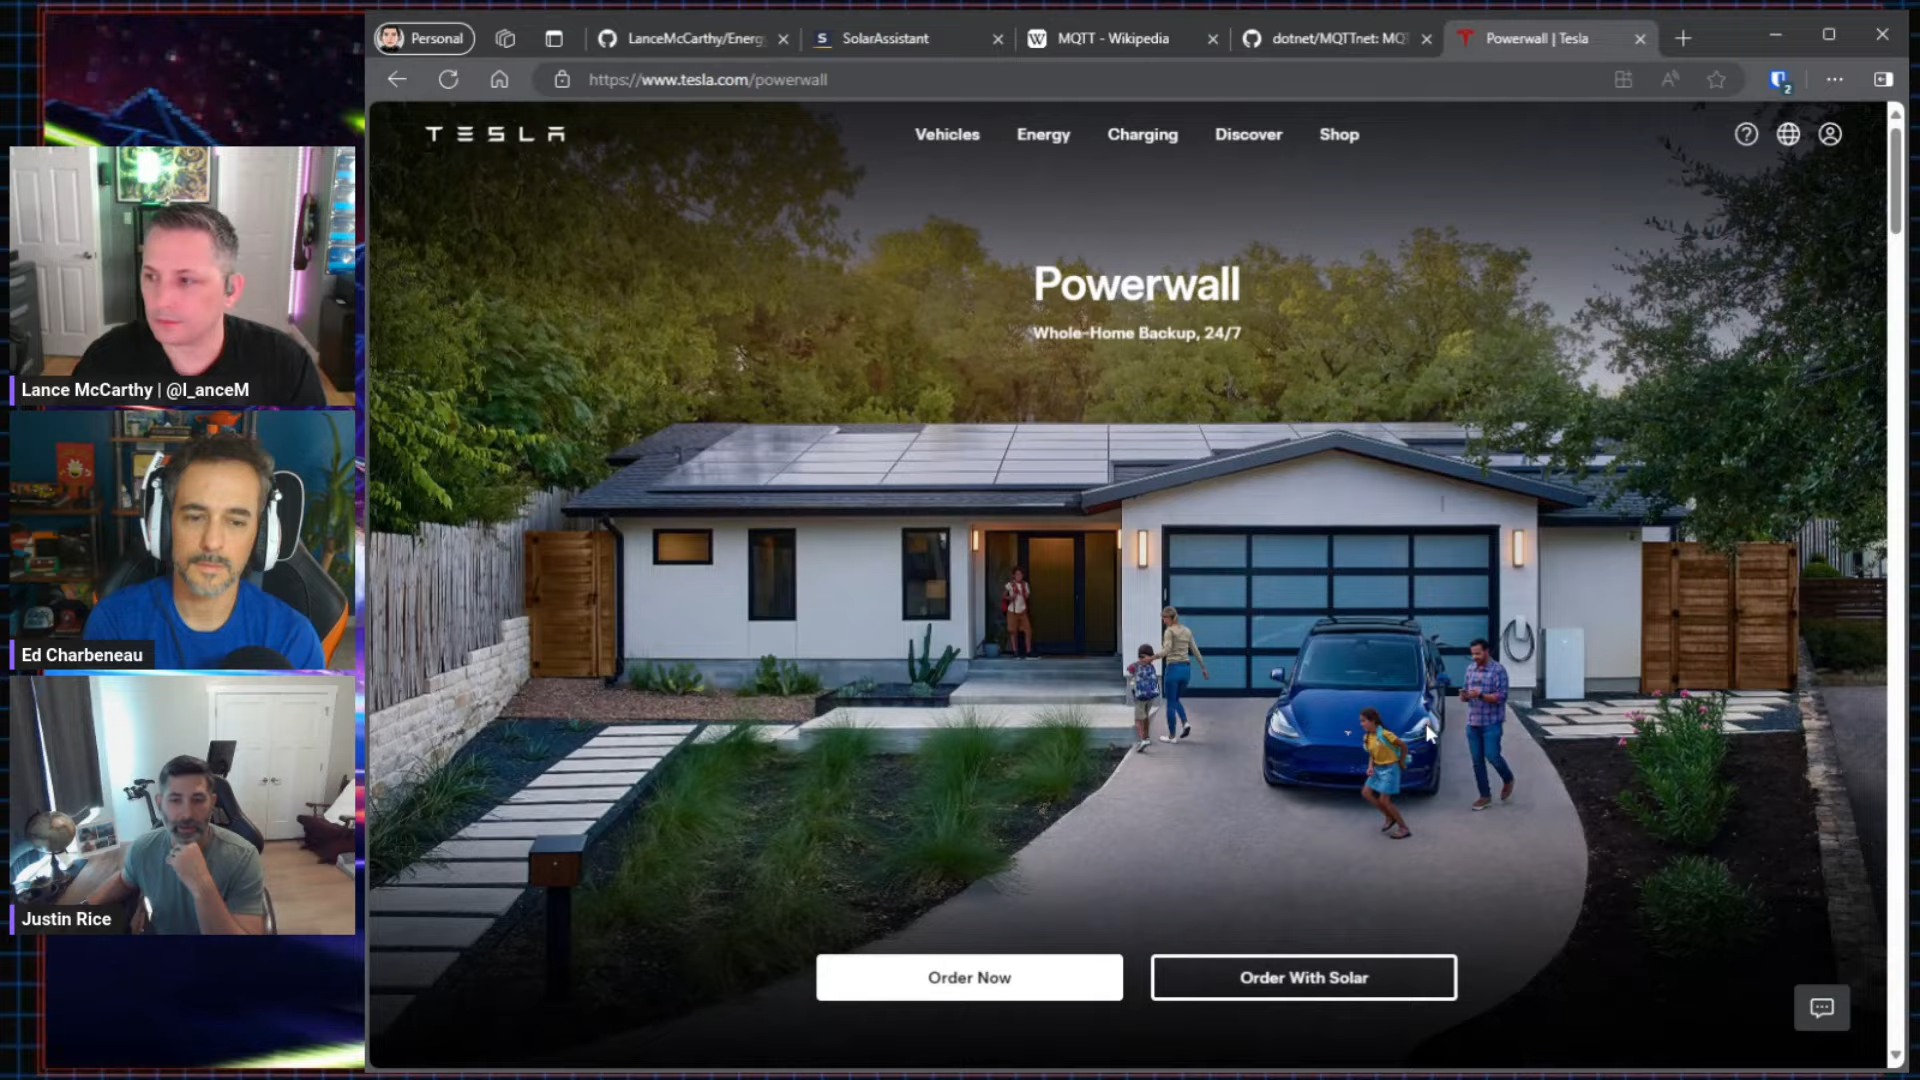 Personal
LanceMcCarthy/Energ
SolarAssistant
MQTT - Wikipedia
dotnet/MQTTnet: MQ
Powerwall | Tesla
https://www.tesla.com/powerwall
2
TESLA
Vehicles
Energy
Charging
Discover
Shop
Powerwall
Whole-Home Backup, 24/7
Lance McCarthy | @l_anceM
Ed Charbeneau
Justin Rice
Order Now
Order With Solar